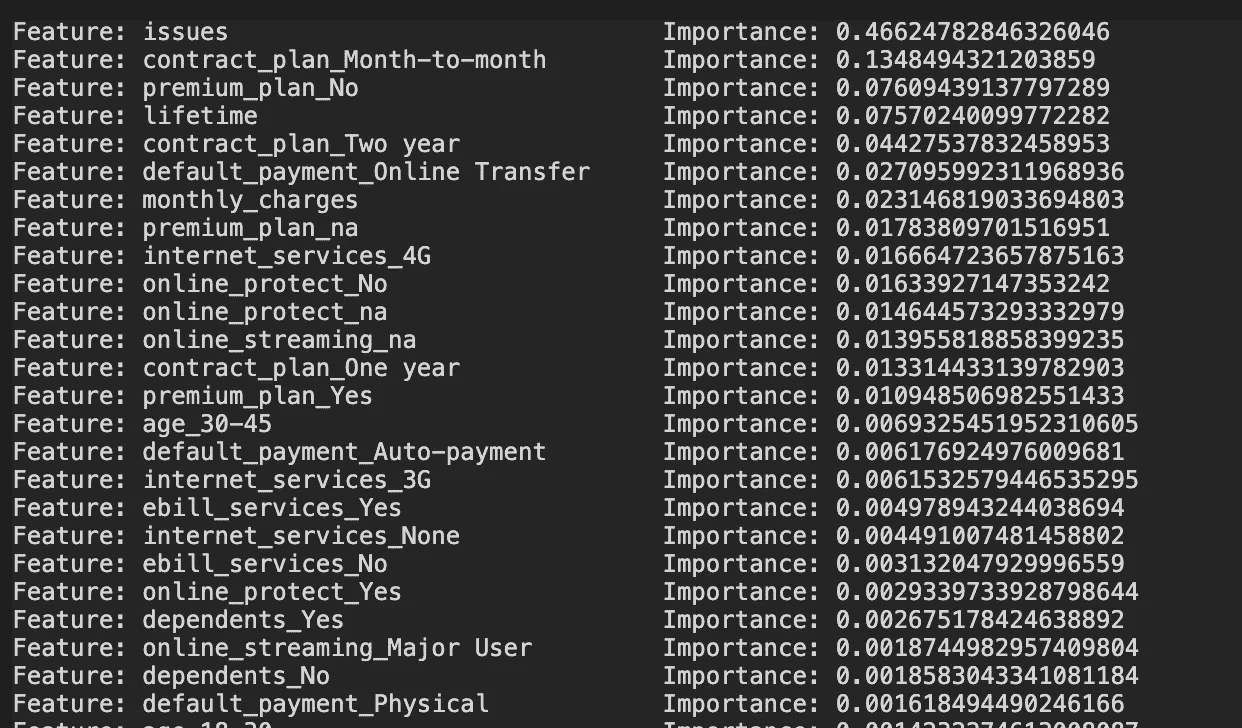 Feature: issues Importance: 0.46624782846326046
Feature: contract_plan_Month-to-month Importance: 0.1348494321203859
Feature: premium_plan_No Importance: 0.07609439137797289
Feature: lifetime Importance: 0.07570240099772282
Feature: contract_plan_Two year Importance: 0.04427537832458953
Feature: default_payment_Online Transfer Importance: 0.027095992311968936
Feature: monthly_charges Importance: 0.023146819033694803
Feature: premium_plan_na Importance: 0.01783809701516951
Feature: internet_services_4G Importance: 0.016664723657875163
Feature: online_protect_No Importance: 0.01633927147353242
Feature: online_protect_na Importance: 0.014644573293332979
Feature: online_streaming_na Importance: 0.013955818858399235
Feature: contract_plan_One year Importance: 0.013314433139782903
Feature: premium_plan_Yes Importance: 0.010948506982551433
Feature: age_30-45 Importance: 0.0069325451952310605
Feature: default_payment_Auto-payment Importance: 0.006176924976009681
Feature: internet_services_3G Importance: 0.0061532579446535295
Feature: ebill_services_Yes Importance: 0.004978943244038694
Feature: internet_services_None Importance: 0.004491007481458802
Feature: ebill_services_No Importance: 0.003132047929996559
Feature: online_protect_Yes Importance: 0.0029339733928798644
Feature: dependents_Yes Importance: 0.002675178424638892
Feature: online_streaming_Major User Importance: 0.0018744982957409804
Feature: dependents_No Importance: 0.0018583043341081184
Feature: default_payment_Physical Importance: 0.001618494490246166
Feature: Importance: